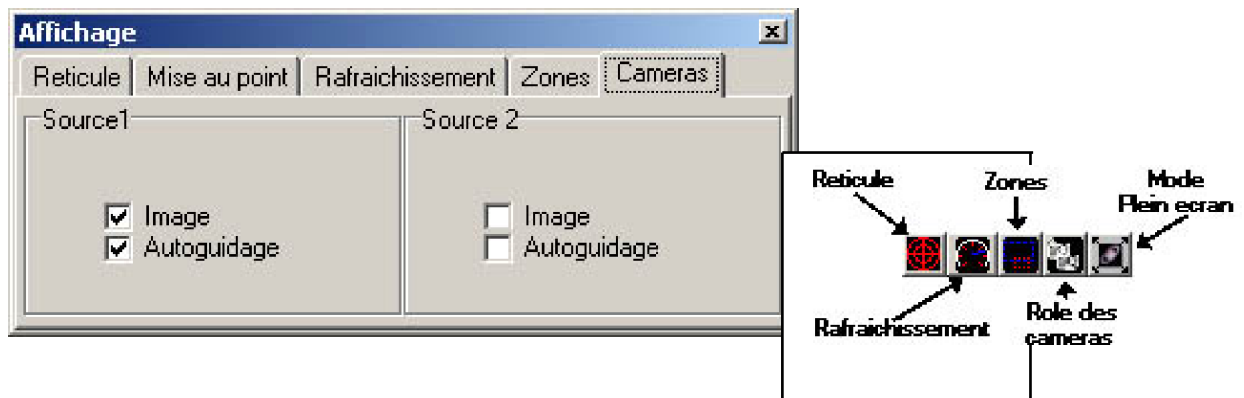 Affichage
Reticule Mise au point Rafraichissement Zones Cameras
Source1 Source 2
Image Image
Autoguidage Autoguidage
Reticule Zones Mode
Plein ecran
Rafraichissement Role des
cameras